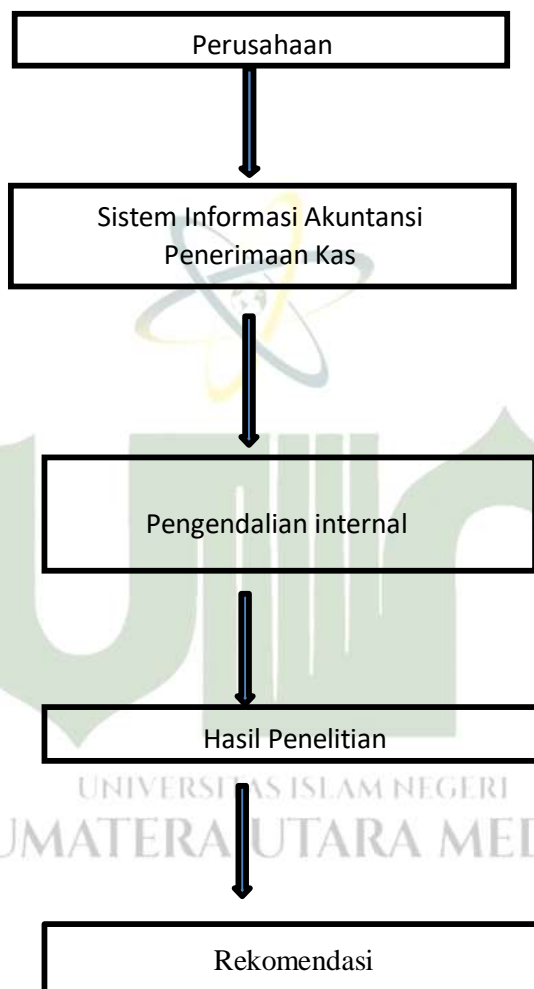 Perusahaan
Sistem Informasi Akuntansi
Penerimaan Kas
Pengendalian internal
Hasil Penelitian
UNIVERSITAS ISLAM NEGERI
UMATERA UTARA MED
Rekomendasi